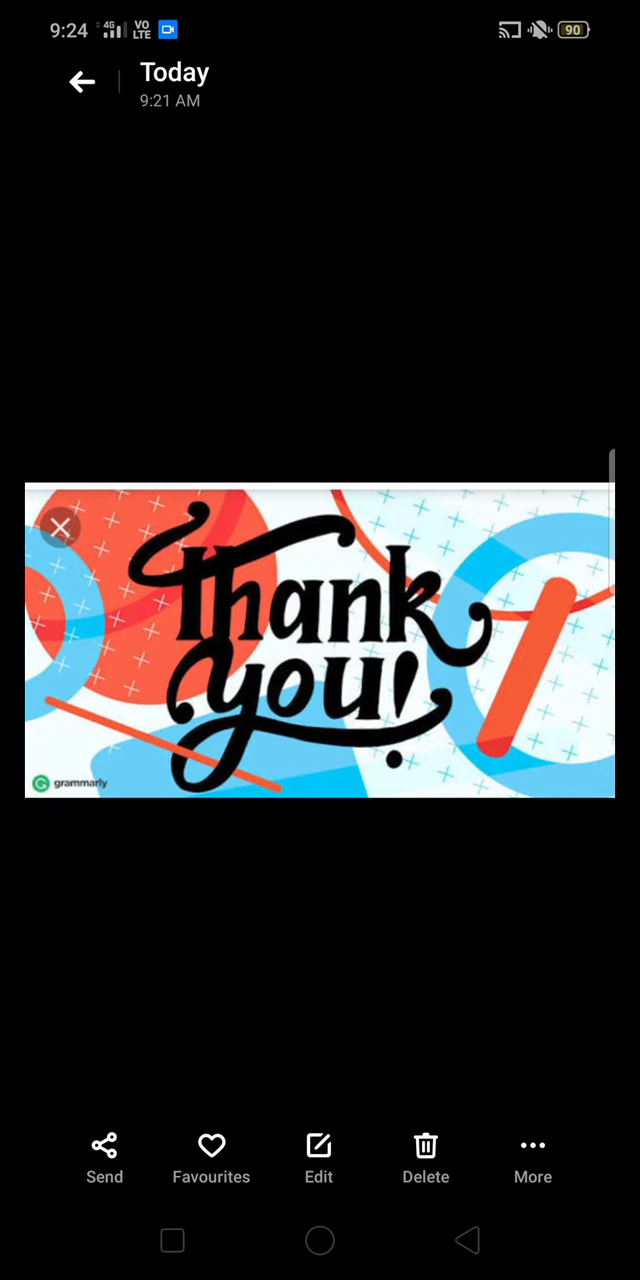 9:24 4G VO LTE 90
Today
9:21 AM
Thank
you!
grammarly
Send Favourites Edit Delete More